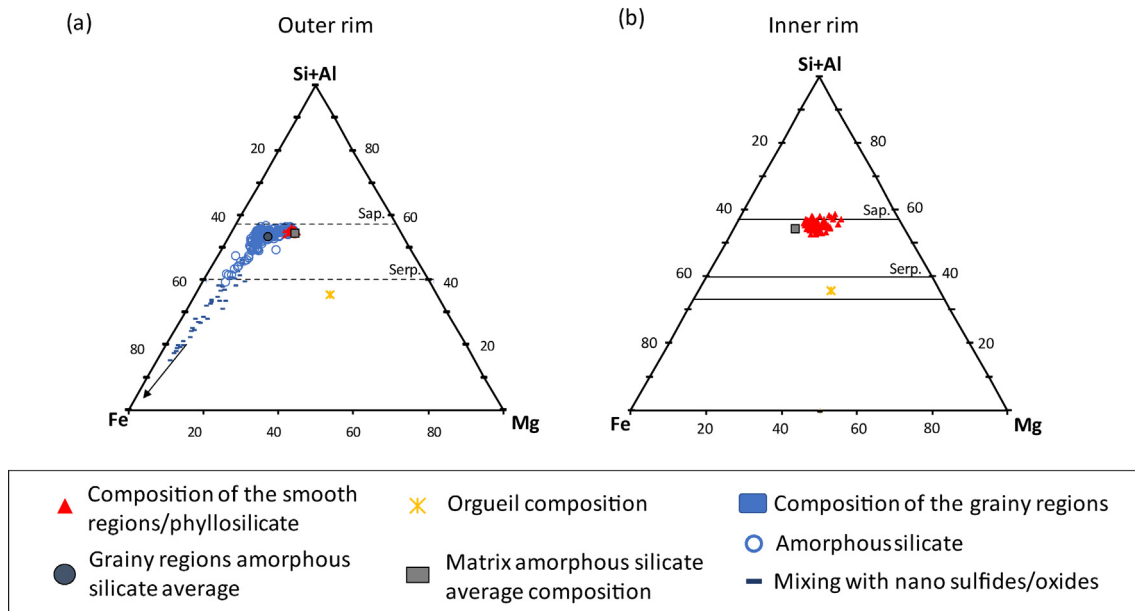 (a)
Outer rim
Si+Al
20
80
40
60
Sap.
60
40
Serp.
80
20
Fe
Mg
20
40
60
80
(b)
Inner rim
Si+Al
20
80
40
60
Sap.
60
40
Serp.
80
20
Fe
Mg
20
40
60
80
Composition of the smooth
regions/phyllosilicate
Orgueil composition
Composition of the grainy regions
Grainy regions amorphous
silicate average
Matrix amorphous silicate
average composition
Amorphous silicate
Mixing with nano sulfides/oxides